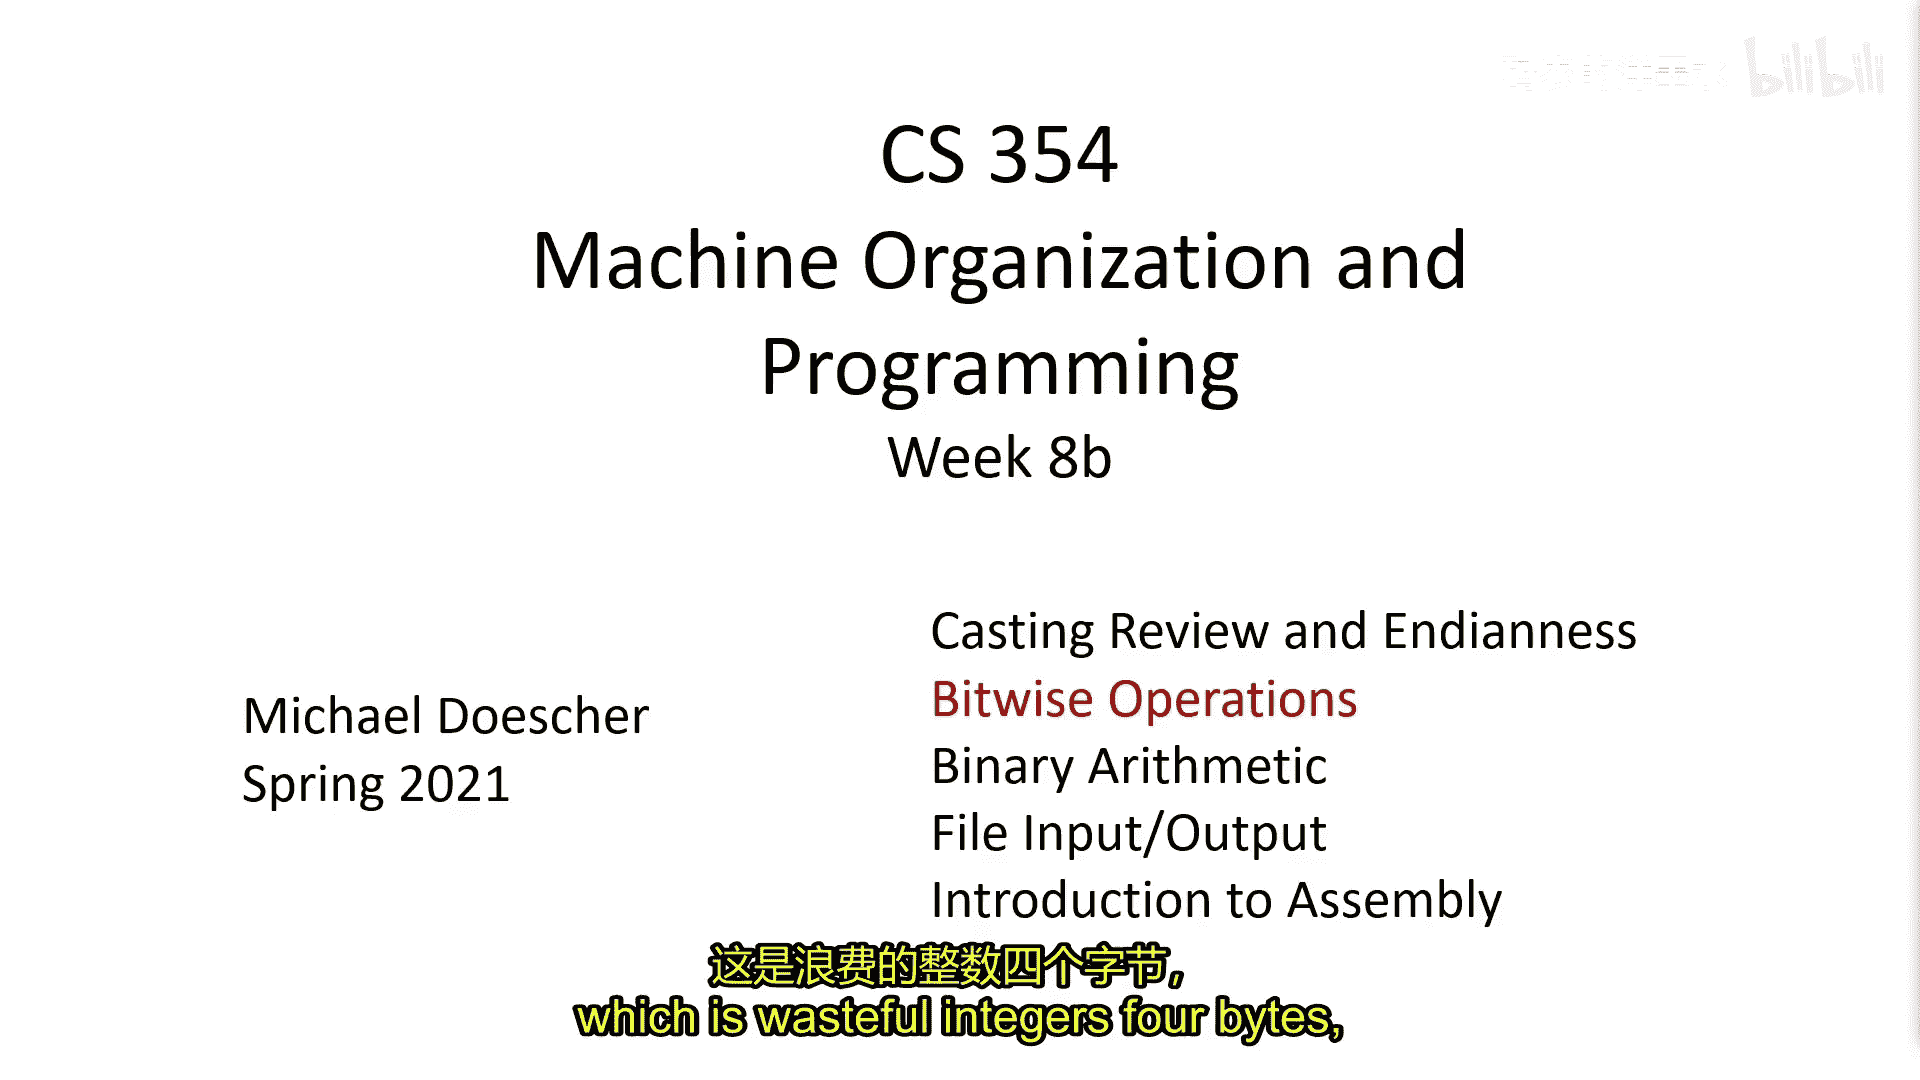 bilibili
CS 354
Machine Organization and
Programming
Week 8b
Michael Doescher
Spring 2021
Casting Review and Endianness
Bitwise Operations
Binary Arithmetic
File Input/Output
Introduction to Assembly
这是浪费的整数四个字节,
which is wasteful integers four bytes,